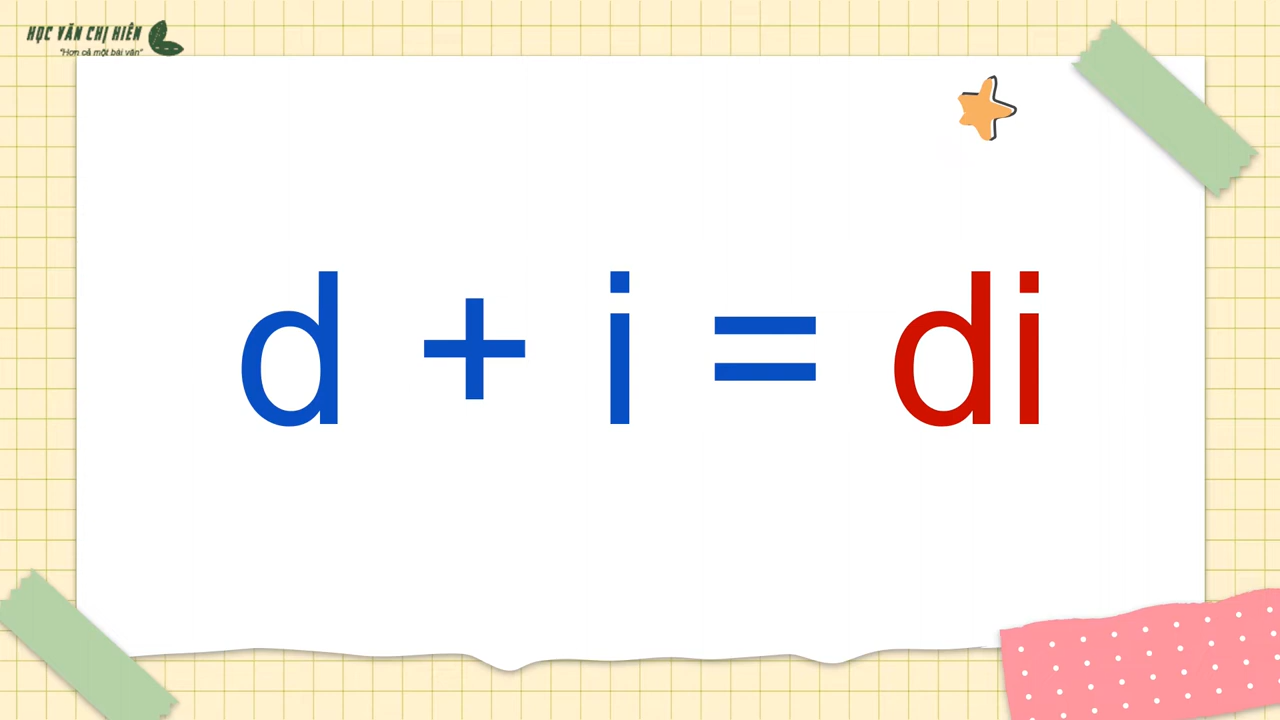 HỌC VĂN CHỊ HIÊN
"Hơn cả một bài văn"
d + i = di